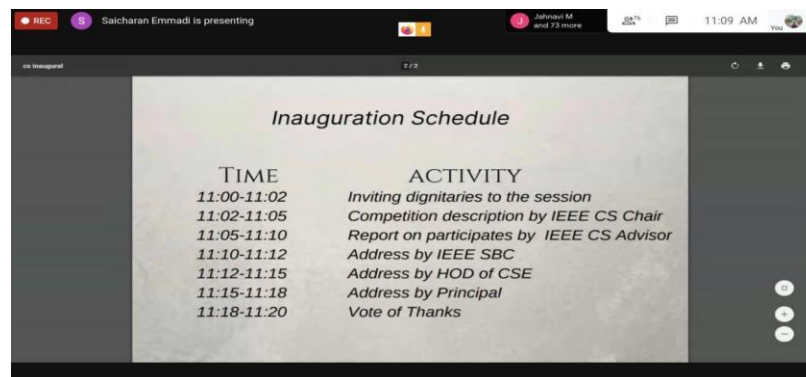 REC
S
Saicharan Emmadi is presenting
J
Jahnavi M
and 73 more
76
11:09 AM
You
cs Inaugural
2 / 2
Inauguration Schedule
TIME ACTIVITY
11:00-11:02 Inviting dignitaries to the session
11:02-11:05 Competition description by IEEE CS Chair
11:05-11:10 Report on participates by IEEE CS Advisor
11:10-11:12 Address by IEEE SBC
11:12-11:15 Address by HOD of CSE
11:15-11:18 Address by Principal
11:18-11:20 Vote of Thanks